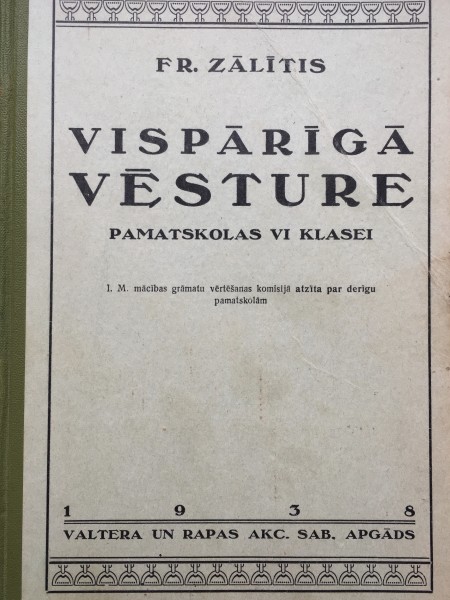 FR. ZĀLĪTIS
VISPĀRĪGĀ
VĒSTURE
PAMATSKOLAS VI KLASEI
I. M. mācības grāmatu vērtēšanas komisijā atzīta par derīgu
pamatskolām
1 9 3 8
VALTERA UN RAPAS AKC. SAB. APGĀDS